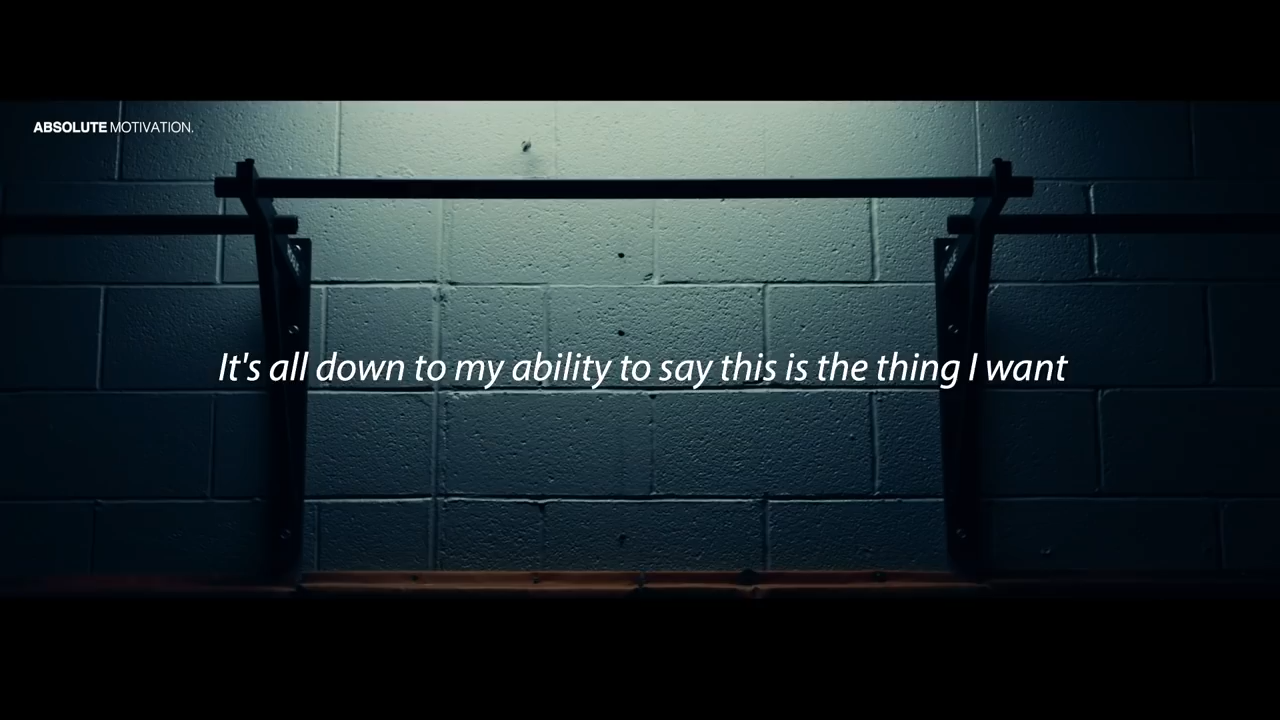 ABSOLUTE MOTIVATION.
It's all down to my ability to say this is the thing I want